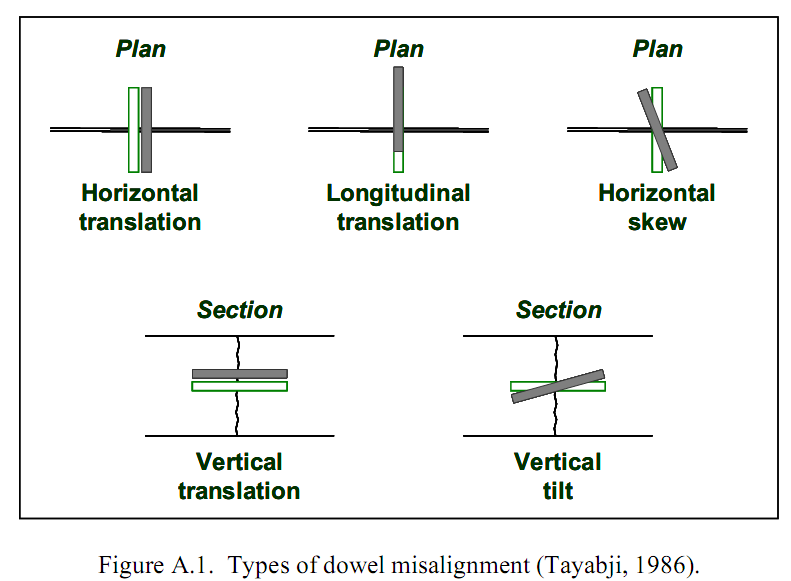 Plan
Plan
Plan
Horizontal
translation
Longitudinal
translation
Horizontal
skew
Section
Section
Vertical
translation
Vertical
tilt
Figure A.1. Types of dowel misalignment (Tayabji, 1986).